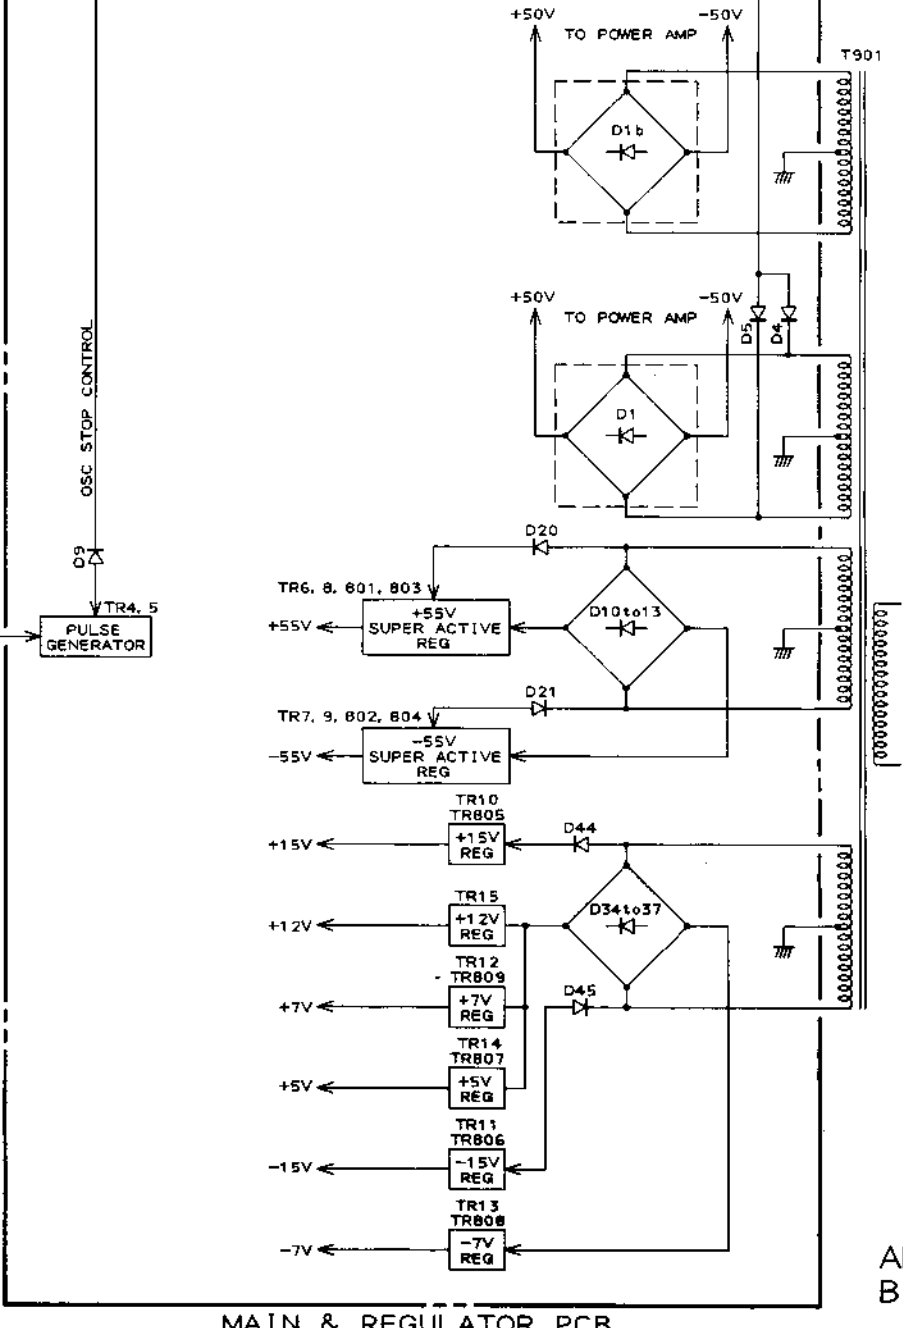 +50V
-50V
TO POWER AMP
T901
D1b
+50V
-50V
TO POWER AMP
D5
D4
D1
OSC STOP CONTROL
D9
TR4, 5
PULSE
GENERATOR
D20
TR6, 8, 801, 803
+55V
+55V
SUPER ACTIVE
REG
D10to13
D21
TR7, 9, 802, 804
-55V
-55V
SUPER ACTIVE
REG
TR10
TR805
+15V
+15V
REG
D44
TR15
+12V
+12V
REG
D34to37
TR12
TR809
+7V
+7V
REG
D45
TR14
TR807
+5V
+5V
REG
TR11
TR806
-15V
-15V
REG
TR13
TR808
-7V
-7V
REG
B
MAIN & REGULATOR PCB